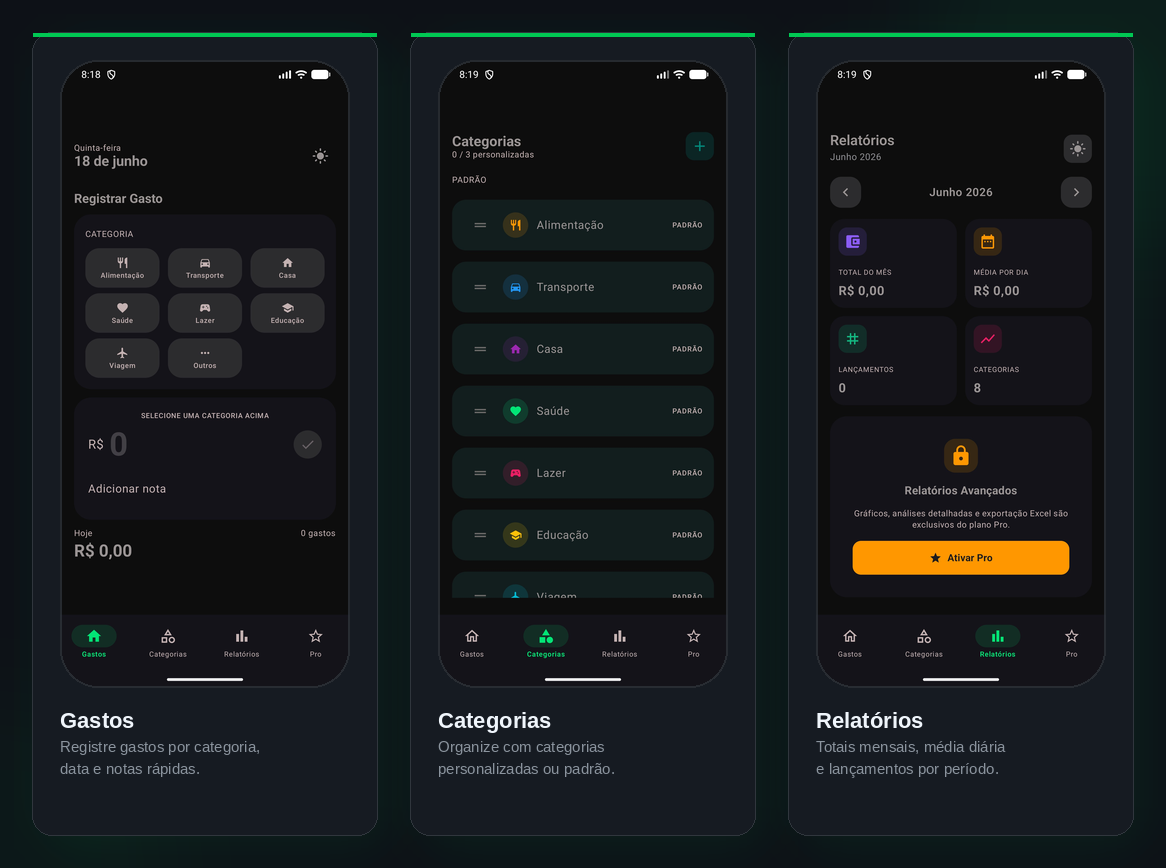 8:18
Quinta-feira
18 de junho
Registrar Gasto
CATEGORIA
Alimentação
Transporte
Casa
Saúde
Lazer
Educação
Viagem
Outros
SELECIONE UMA CATEGORIA ACIMA
R$ 0
Adicionar nota
Hoje
0 gastos
R$ 0,00
Gastos
Categorias
Relatórios
Pro
Gastos
Registre gastos por categoria,
data e notas rápidas.
8:19
Categorias
0 / 3 personalizadas
PADRÃO
Alimentação PADRÃO
Transporte PADRÃO
Casa PADRÃO
Saúde PADRÃO
Lazer PADRÃO
Educação PADRÃO
Viagem PADRÃO
Gastos
Categorias
Relatórios
Pro
Categorias
Organize com categorias
personalizadas ou padrão.
8:19
Relatórios
Junho 2026
Junho 2026
TOTAL DO MÊS
R$ 0,00
MÉDIA POR DIA
R$ 0,00
LANÇAMENTOS
0
CATEGORIAS
8
Relatórios Avançados
Gráficos, análises detalhadas e exportação Excel são
exclusivos do plano Pro.
Ativar Pro
Gastos
Categorias
Relatórios
Pro
Relatórios
Totais mensais, média diária
e lançamentos por período.